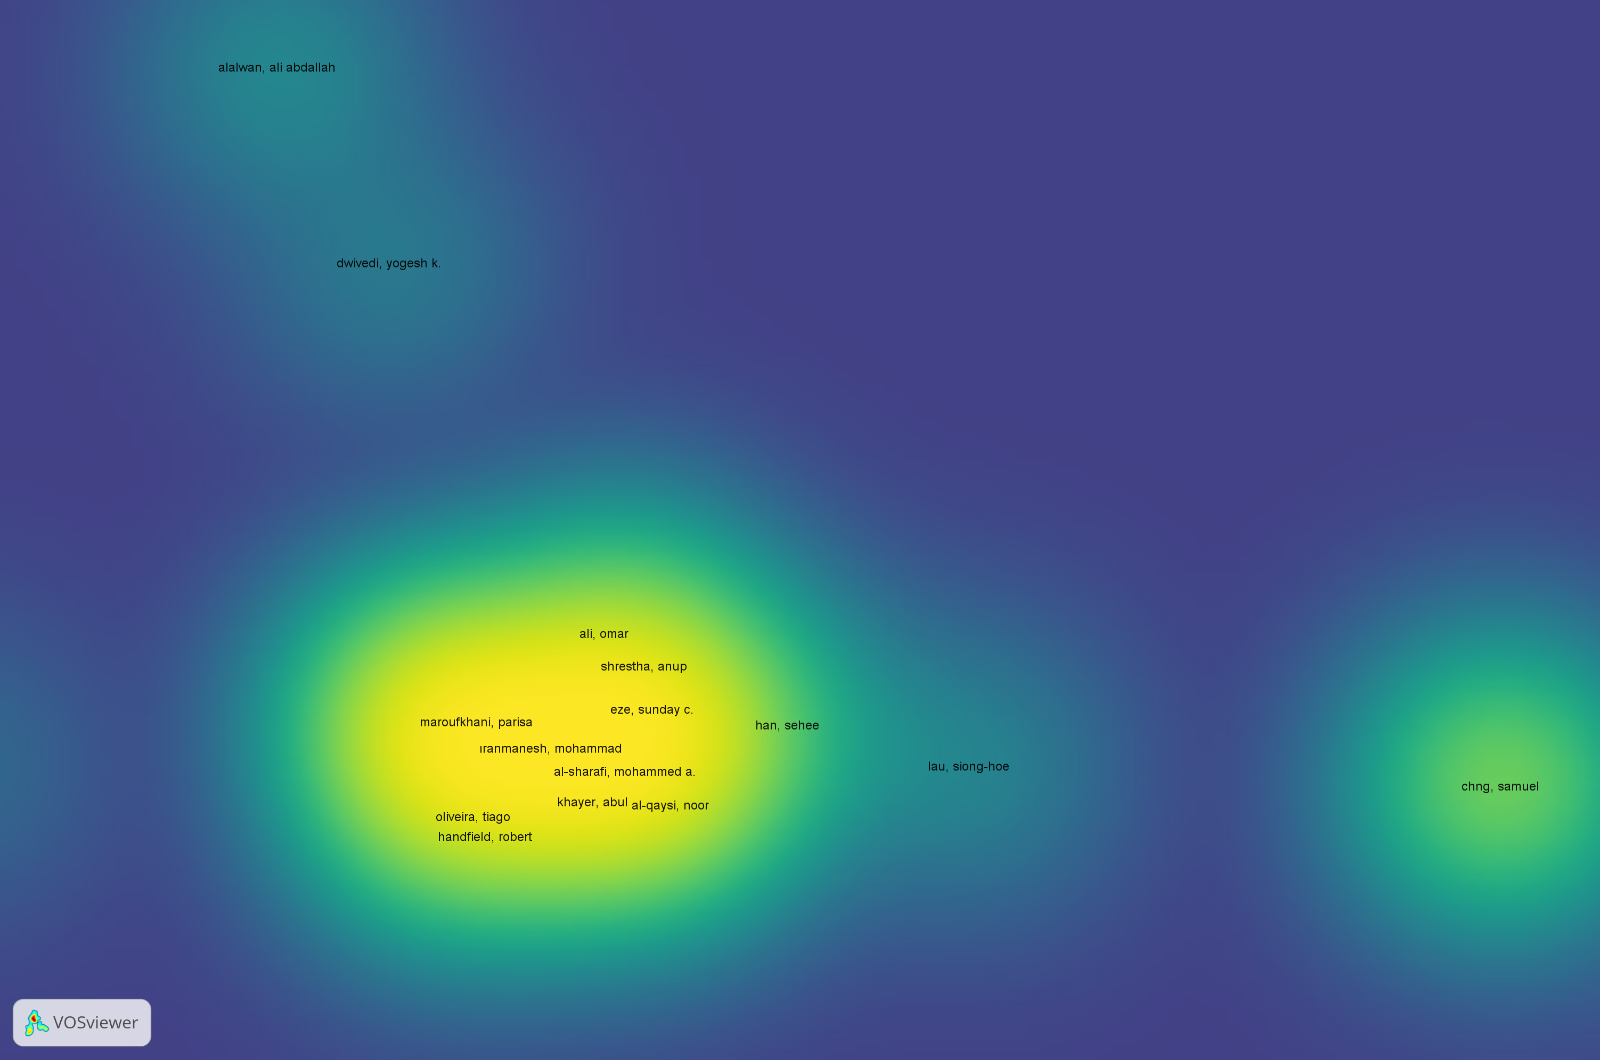 alalwan, ali abdallah
dwivedi, yogesh k.
ali, omar
shrestha, anup
eze, sunday c.
maroufkhani, parisa
han, sehee
iranmanesh, mohammad
lau, siong-hoe
al-sharafi, mohammed a.
chng, samuel
khayer, abul
al-qaysi, noor
oliveira, tiago
handfield, robert
VOSviewer